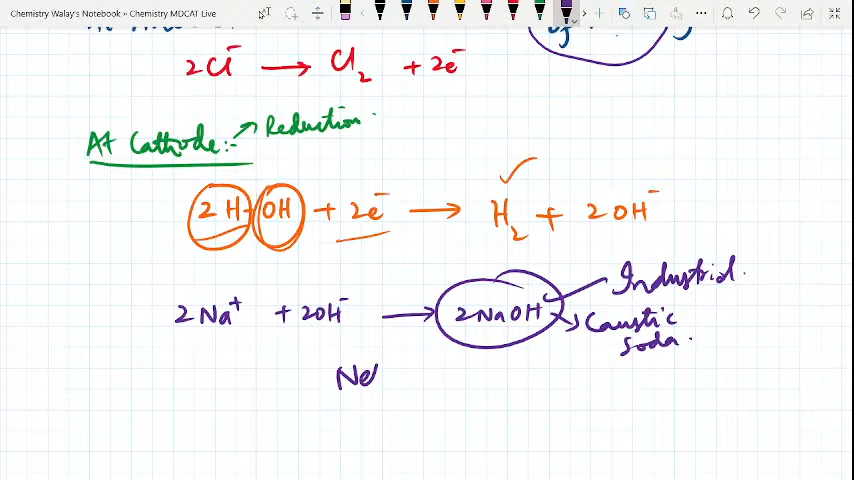 Chemistry Walay's Notebook » Chemistry MDCAT Live
2Cl⁻ → Cl₂ + 2e⁻
At Cathode:- → Reduction.
2H-OH + 2e⁻ → H₂ + 2OH⁻
2Na⁺ + 2OH⁻ → 2NaOH
Industrial.
Caustic
Soda.
Ne